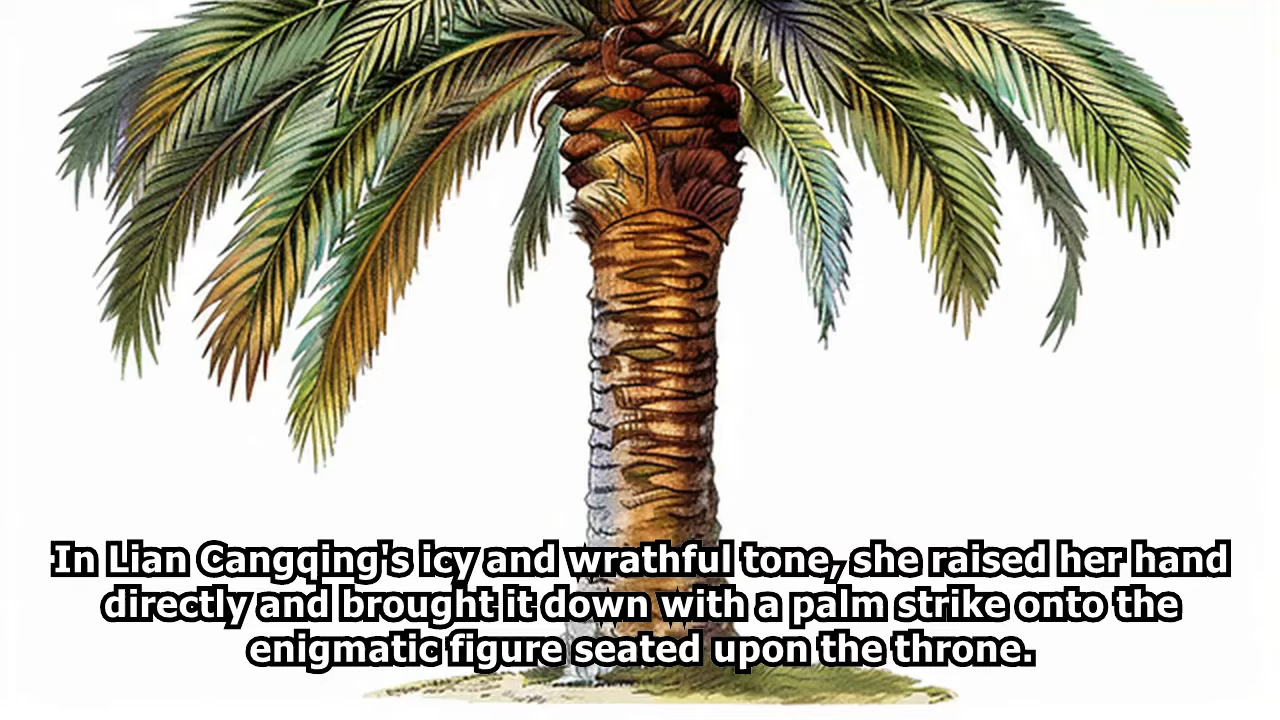 In Lian Cangqing's icy and wrathful tone, she raised her hand
directly and brought it down with a palm strike onto the
enigmatic figure seated upon the throne.